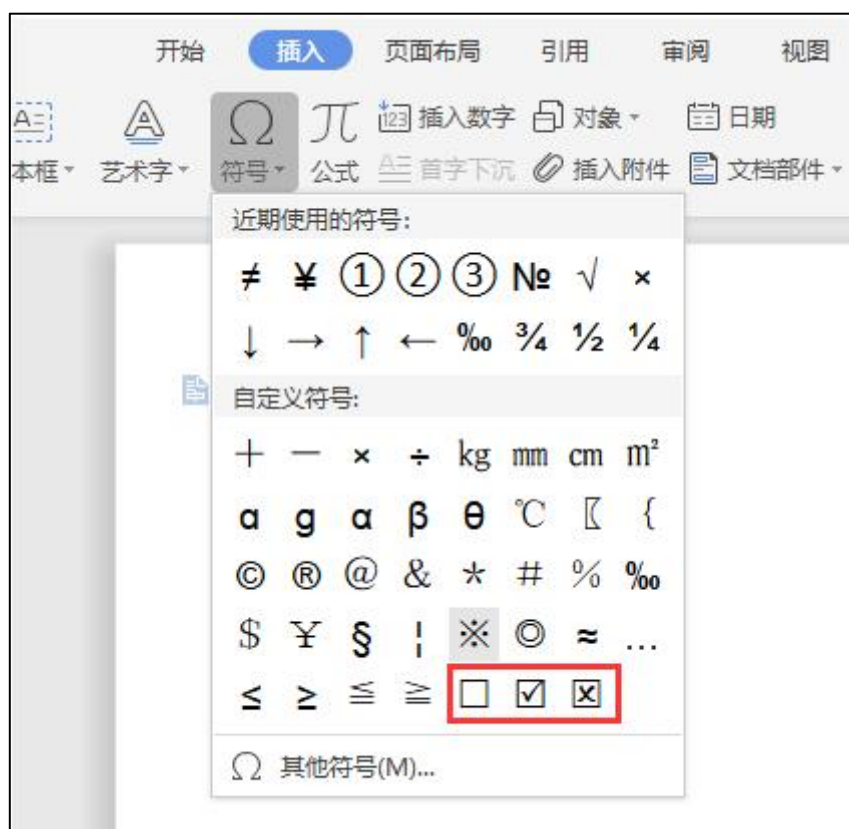 开始 插入 页面布局 引用 审阅 视图
123 插入数字 对象 日期
本框 艺术字 符号 公式 首字下沉 插入附件 文档部件
近期使用的符号:
≠ ¥ ① ② ③ № √ ×
↓ → ↑ ← ‰ ¾ ½ ¼
自定义符号:
＋ － × ÷ kg ㎜ cm m²
ɑ ɡ α β θ ℃ 〖 {
© ® @ & * # % ‰
$ ￥ § ¦ ※ ◎ ≈ …
≤ ≥ ≦ ≧ □ ☑ ☒
Ω 其他符号(M)...